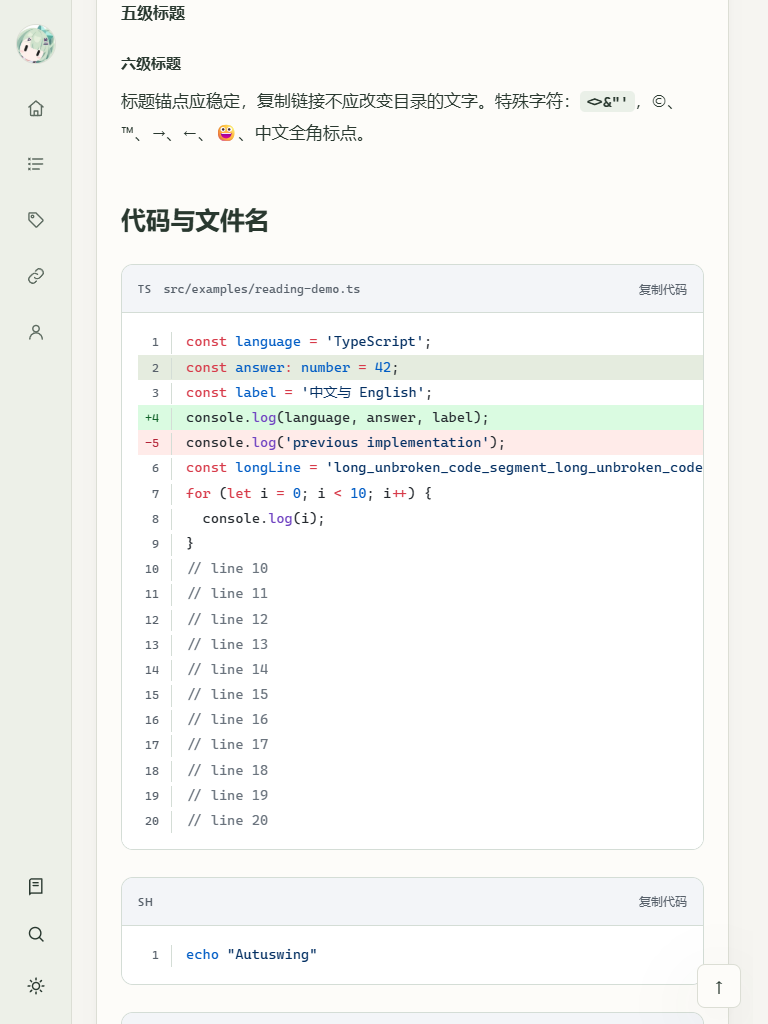 五级标题
六级标题
标题锚点应稳定，复制链接不应改变目录的文字。特殊字符：<>&"'，©、
™、→、←、😀、中文全角标点。
代码与文件名
TS src/examples/reading-demo.ts 复制代码
1 const language = 'TypeScript';
2 const answer: number = 42;
3 const label = '中文与 English';
+4 console.log(language, answer, label);
−5 console.log('previous implementation');
6 const longLine = 'long_unbroken_code_segment_long_unbroken_code
7 for (let i = 0; i < 10; i++) {
8 console.log(i);
9 }
10 // line 10
11 // line 11
12 // line 12
13 // line 13
14 // line 14
15 // line 15
16 // line 16
17 // line 17
18 // line 18
19 // line 19
20 // line 20
SH 复制代码
1 echo "Autuswing"
↑